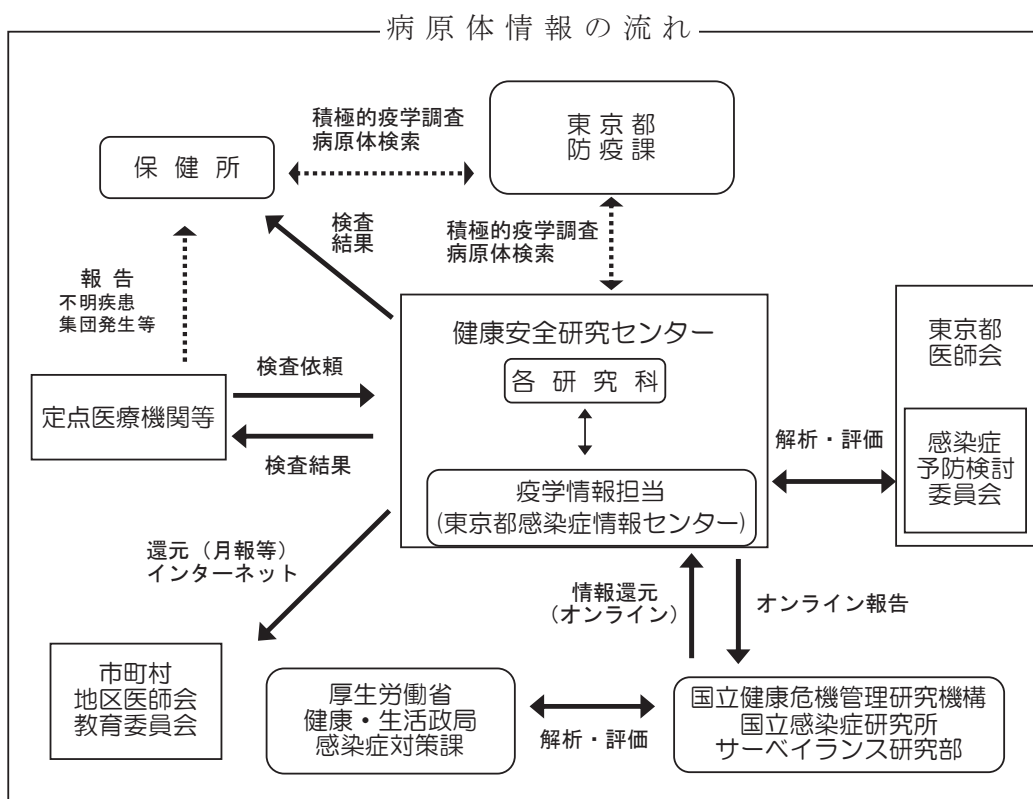 病原体情報の流れ
積極的疫学調査
病原体検索
東京都
防疫課
保健所
検査
結果
積極的疫学調査
病原体検索
報告
不明疾患
集団発生等
健康安全研究センター
各研究科
東京都
医師会
検査依頼
定点医療機関等
検査結果
解析・評価
感染症
予防検討
委員会
疫学情報担当
(東京都感染症情報センター)
還元（月報等）
インターネット
情報還元
（オンライン）
オンライン報告
市町村
地区医師会
教育委員会
厚生労働省
健康・生活政局
感染症対策課
解析・評価
国立健康危機管理研究機構
国立感染症研究所
サーベイランス研究部